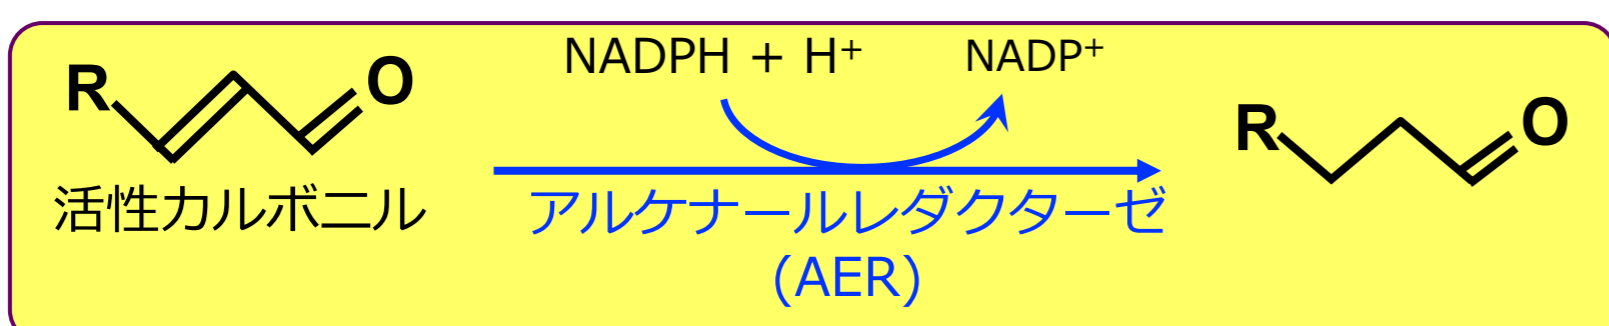 NADPH + H⁺
NADP⁺
R
O
R
O
活性カルボニル
アルケナールレダクターゼ
(AER)